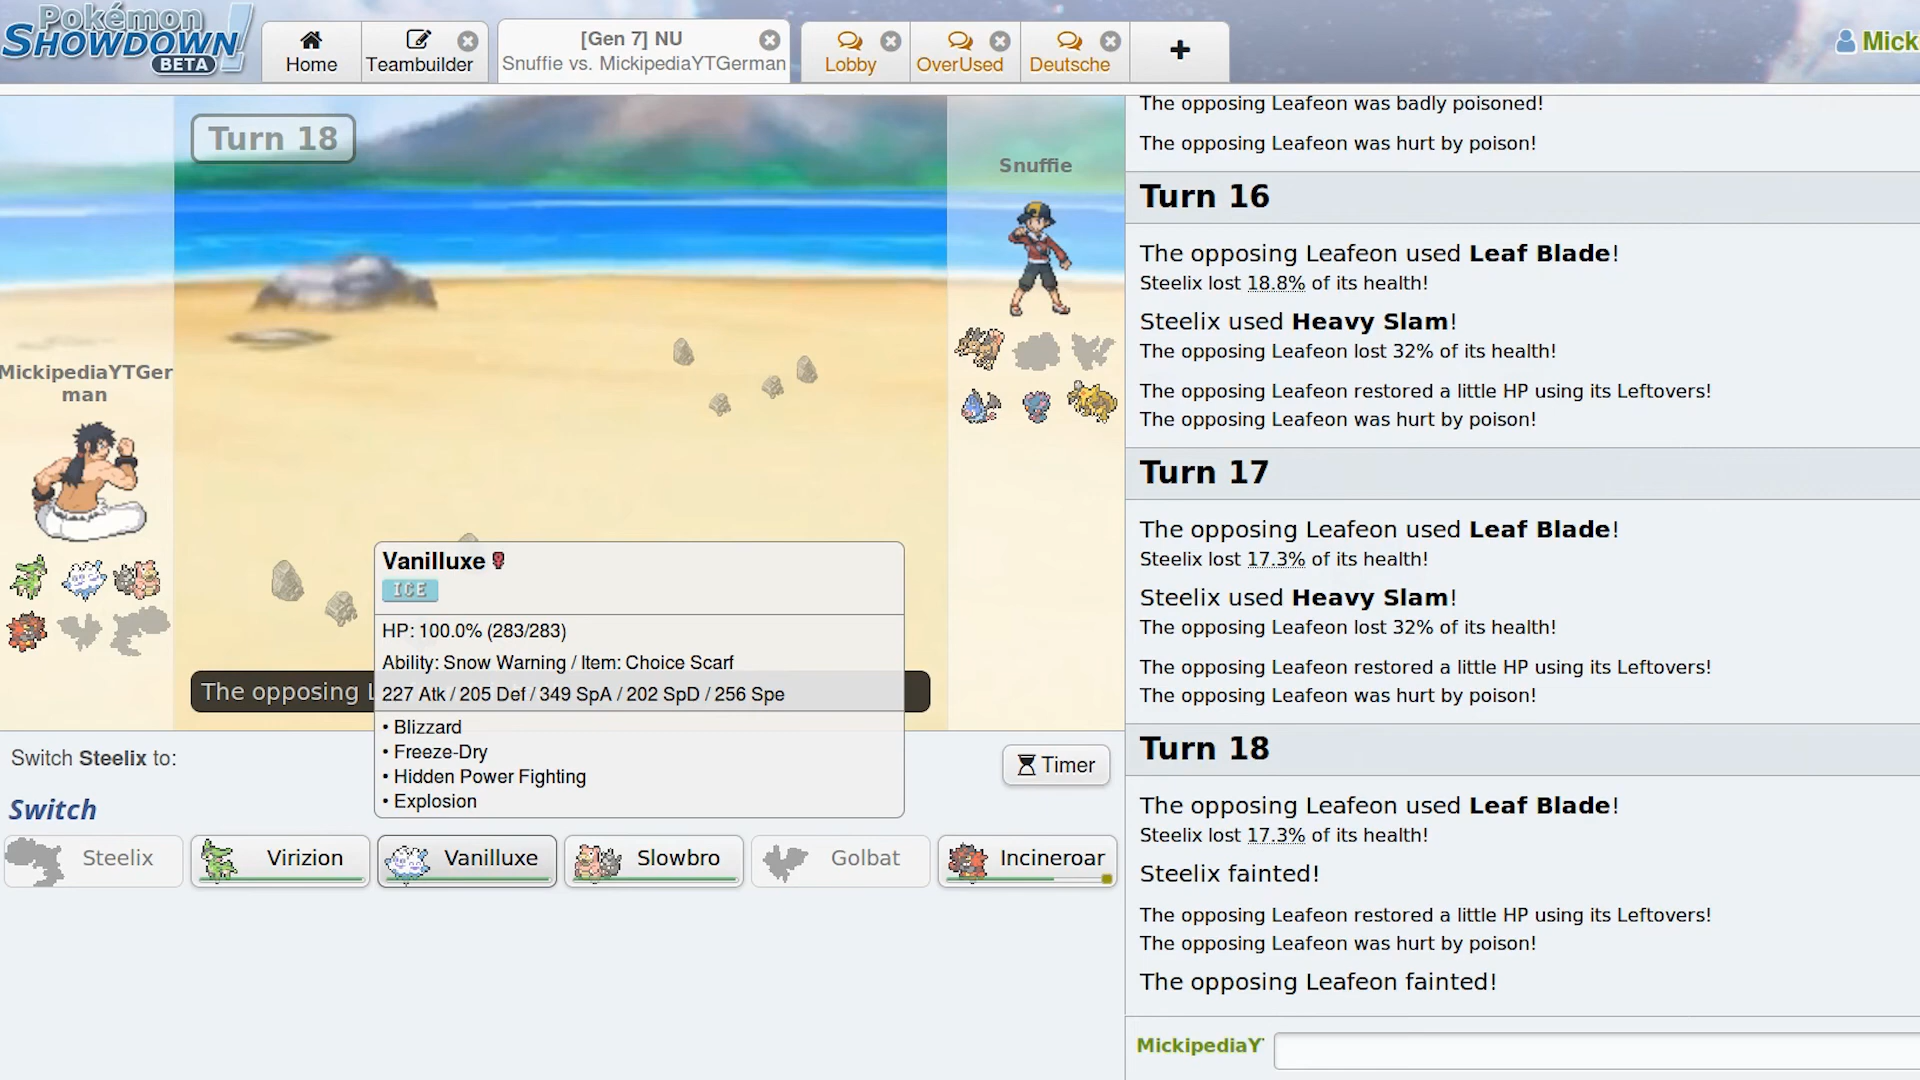 Pokémon
SHOWDOWN!
BETA
Home
Teambuilder
[Gen 7] NU
Snuffie vs. MickipediaYTGerman
Lobby
OverUsed
Deutsche
+
Mick
Turn 18
Snuffie
MickipediaYTGer
man
The opposing L
Vanilluxe
ICE
HP: 100.0% (283/283)
Ability: Snow Warning / Item: Choice Scarf
227 Atk / 205 Def / 349 SpA / 202 SpD / 256 Spe
• Blizzard
• Freeze-Dry
• Hidden Power Fighting
• Explosion
Switch Steelix to:
Timer
Switch
Steelix
Virizion
Vanilluxe
Slowbro
Golbat
Incineroar
The opposing Leafeon was badly poisoned!
The opposing Leafeon was hurt by poison!
Turn 16
The opposing Leafeon used Leaf Blade!
Steelix lost 18.8% of its health!
Steelix used Heavy Slam!
The opposing Leafeon lost 32% of its health!
The opposing Leafeon restored a little HP using its Leftovers!
The opposing Leafeon was hurt by poison!
Turn 17
The opposing Leafeon used Leaf Blade!
Steelix lost 17.3% of its health!
Steelix used Heavy Slam!
The opposing Leafeon lost 32% of its health!
The opposing Leafeon restored a little HP using its Leftovers!
The opposing Leafeon was hurt by poison!
Turn 18
The opposing Leafeon used Leaf Blade!
Steelix lost 17.3% of its health!
Steelix fainted!
The opposing Leafeon restored a little HP using its Leftovers!
The opposing Leafeon was hurt by poison!
The opposing Leafeon fainted!
MickipediaY